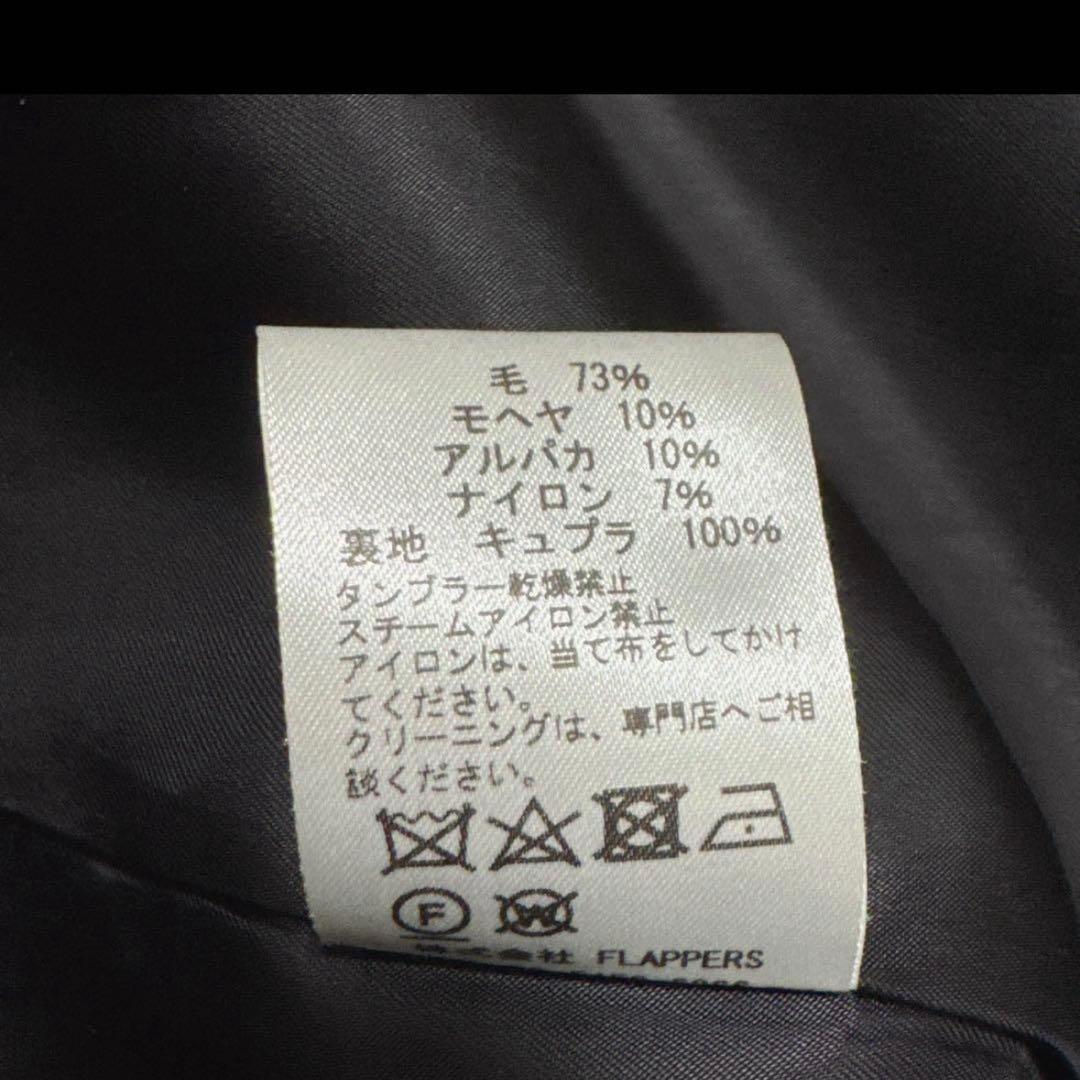 毛 73%
モヘヤ 10%
アルパカ 10%
ナイロン 7%
裏地 キュプラ 100%
タンブラー乾燥禁止
スチームアイロン禁止
アイロンは、当て布をしてかけ
てください。
クリーニングは、専門店へご相
談ください。
F W
株式会社 FLAPPERS